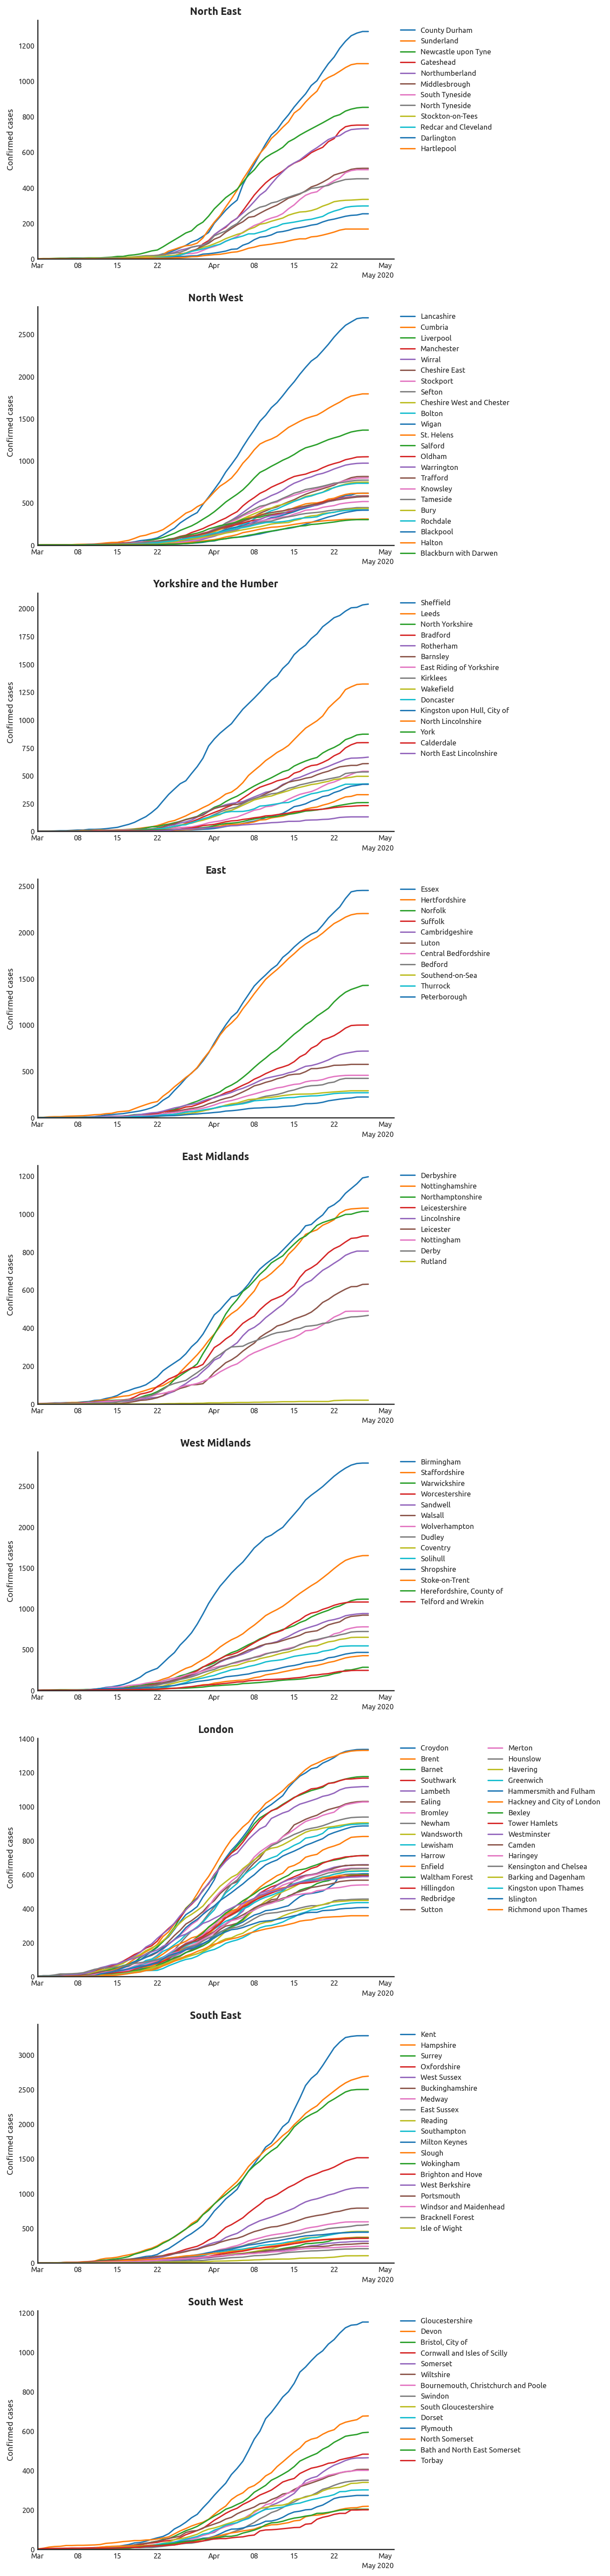 North East
Confirmed cases
1200
1000
800
600
400
200
0
Mar 08 15 22 Apr 08 15 22 May
May 2020
County Durham
Sunderland
Newcastle upon Tyne
Gateshead
Northumberland
Middlesbrough
South Tyneside
North Tyneside
Stockton-on-Tees
Redcar and Cleveland
Darlington
Hartlepool
North West
Confirmed cases
2500
2000
1500
1000
500
0
Mar 08 15 22 Apr 08 15 22 May
May 2020
Lancashire
Cumbria
Liverpool
Manchester
Wirral
Cheshire East
Stockport
Sefton
Cheshire West and Chester
Bolton
Wigan
St. Helens
Salford
Oldham
Warrington
Trafford
Knowsley
Tameside
Bury
Rochdale
Blackpool
Halton
Blackburn with Darwen
Yorkshire and the Humber
Confirmed cases
2000
1750
1500
1250
1000
750
500
250
0
Mar 08 15 22 Apr 08 15 22 May
May 2020
Sheffield
Leeds
North Yorkshire
Bradford
Rotherham
Barnsley
East Riding of Yorkshire
Kirklees
Wakefield
Doncaster
Kingston upon Hull, City of
North Lincolnshire
York
Calderdale
North East Lincolnshire
East
Confirmed cases
2500
2000
1500
1000
500
0
Mar 08 15 22 Apr 08 15 22 May
May 2020
Essex
Hertfordshire
Norfolk
Suffolk
Cambridgeshire
Luton
Central Bedfordshire
Bedford
Southend-on-Sea
Thurrock
Peterborough
East Midlands
Confirmed cases
1200
1000
800
600
400
200
0
Mar 08 15 22 Apr 08 15 22 May
May 2020
Derbyshire
Nottinghamshire
Northamptonshire
Leicestershire
Lincolnshire
Leicester
Nottingham
Derby
Rutland
West Midlands
Confirmed cases
2500
2000
1500
1000
500
0
Mar 08 15 22 Apr 08 15 22 May
May 2020
Birmingham
Staffordshire
Warwickshire
Worcestershire
Sandwell
Walsall
Wolverhampton
Dudley
Coventry
Solihull
Shropshire
Stoke-on-Trent
Herefordshire, County of
Telford and Wrekin
London
Confirmed cases
1400
1200
1000
800
600
400
200
0
Mar 08 15 22 Apr 08 15 22 May
May 2020
Croydon
Brent
Barnet
Southwark
Lambeth
Ealing
Bromley
Newham
Wandsworth
Lewisham
Harrow
Enfield
Waltham Forest
Hillingdon
Redbridge
Sutton
Merton
Hounslow
Havering
Greenwich
Hammersmith and Fulham
Hackney and City of London
Bexley
Tower Hamlets
Westminster
Camden
Haringey
Kensington and Chelsea
Barking and Dagenham
Kingston upon Thames
Islington
Richmond upon Thames
South East
Confirmed cases
3000
2500
2000
1500
1000
500
0
Mar 08 15 22 Apr 08 15 22 May
May 2020
Kent
Hampshire
Surrey
Oxfordshire
West Sussex
Buckinghamshire
Medway
East Sussex
Reading
Southampton
Milton Keynes
Slough
Wokingham
Brighton and Hove
West Berkshire
Portsmouth
Windsor and Maidenhead
Bracknell Forest
Isle of Wight
South West
Confirmed cases
1200
1000
800
600
400
200
0
Mar 08 15 22 Apr 08 15 22 May
May 2020
Gloucestershire
Devon
Bristol, City of
Cornwall and Isles of Scilly
Somerset
Wiltshire
Bournemouth, Christchurch and Poole
Swindon
South Gloucestershire
Dorset
Plymouth
North Somerset
Bath and North East Somerset
Torbay